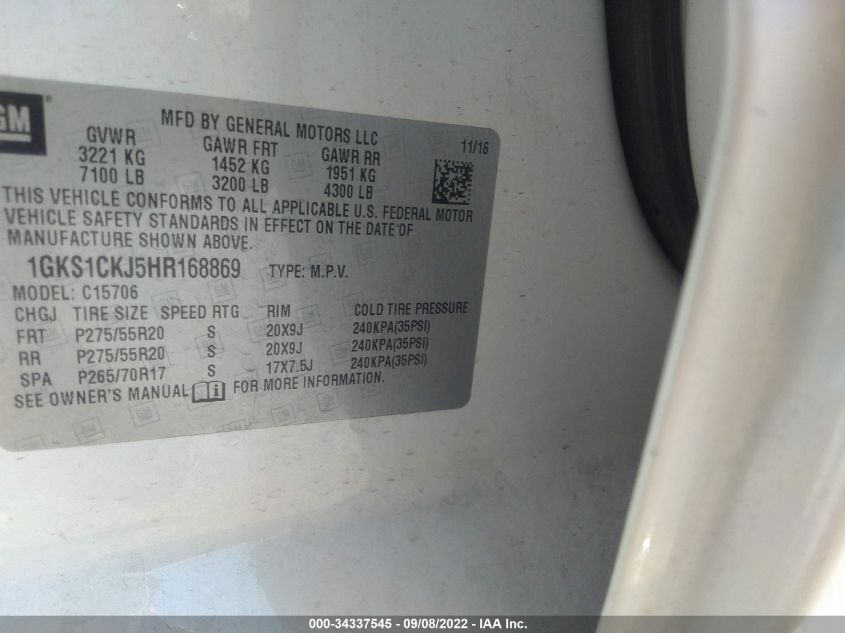 GM
MFD BY GENERAL MOTORS LLC
11/16
GVWR GAWR FRT GAWR RR
3221 KG 1452 KG 1951 KG
7100 LB 3200 LB 4300 LB
THIS VEHICLE CONFORMS TO ALL APPLICABLE U.S. FEDERAL MOTOR
VEHICLE SAFETY STANDARDS IN EFFECT ON THE DATE OF
MANUFACTURE SHOWN ABOVE.
1GKS1CKJ5HR168869 TYPE: M.P.V.
MODEL: C15706
CHGJ TIRE SIZE SPEED RTG RIM COLD TIRE PRESSURE
FRT P275/55R20 S 20X9J 240KPA(35PSI)
RR P275/55R20 S 20X9J 240KPA(35PSI)
SPA P265/70R17 S 17X7.5J 240KPA(35PSI)
SEE OWNER'S MANUAL FOR MORE INFORMATION.
000-34337545 - 09/08/2022 - IAA Inc.